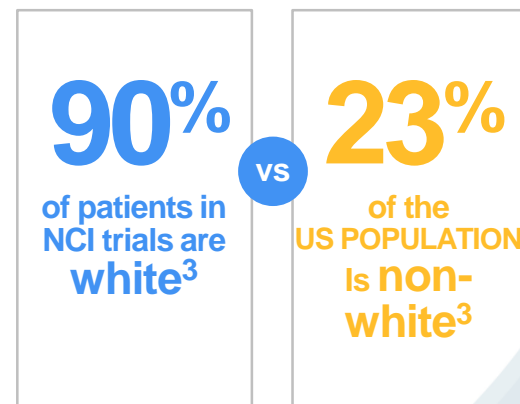 90%
of patients in
NCI trials are
white³
vs
23%
of the
US POPULATION
Is non-
white³